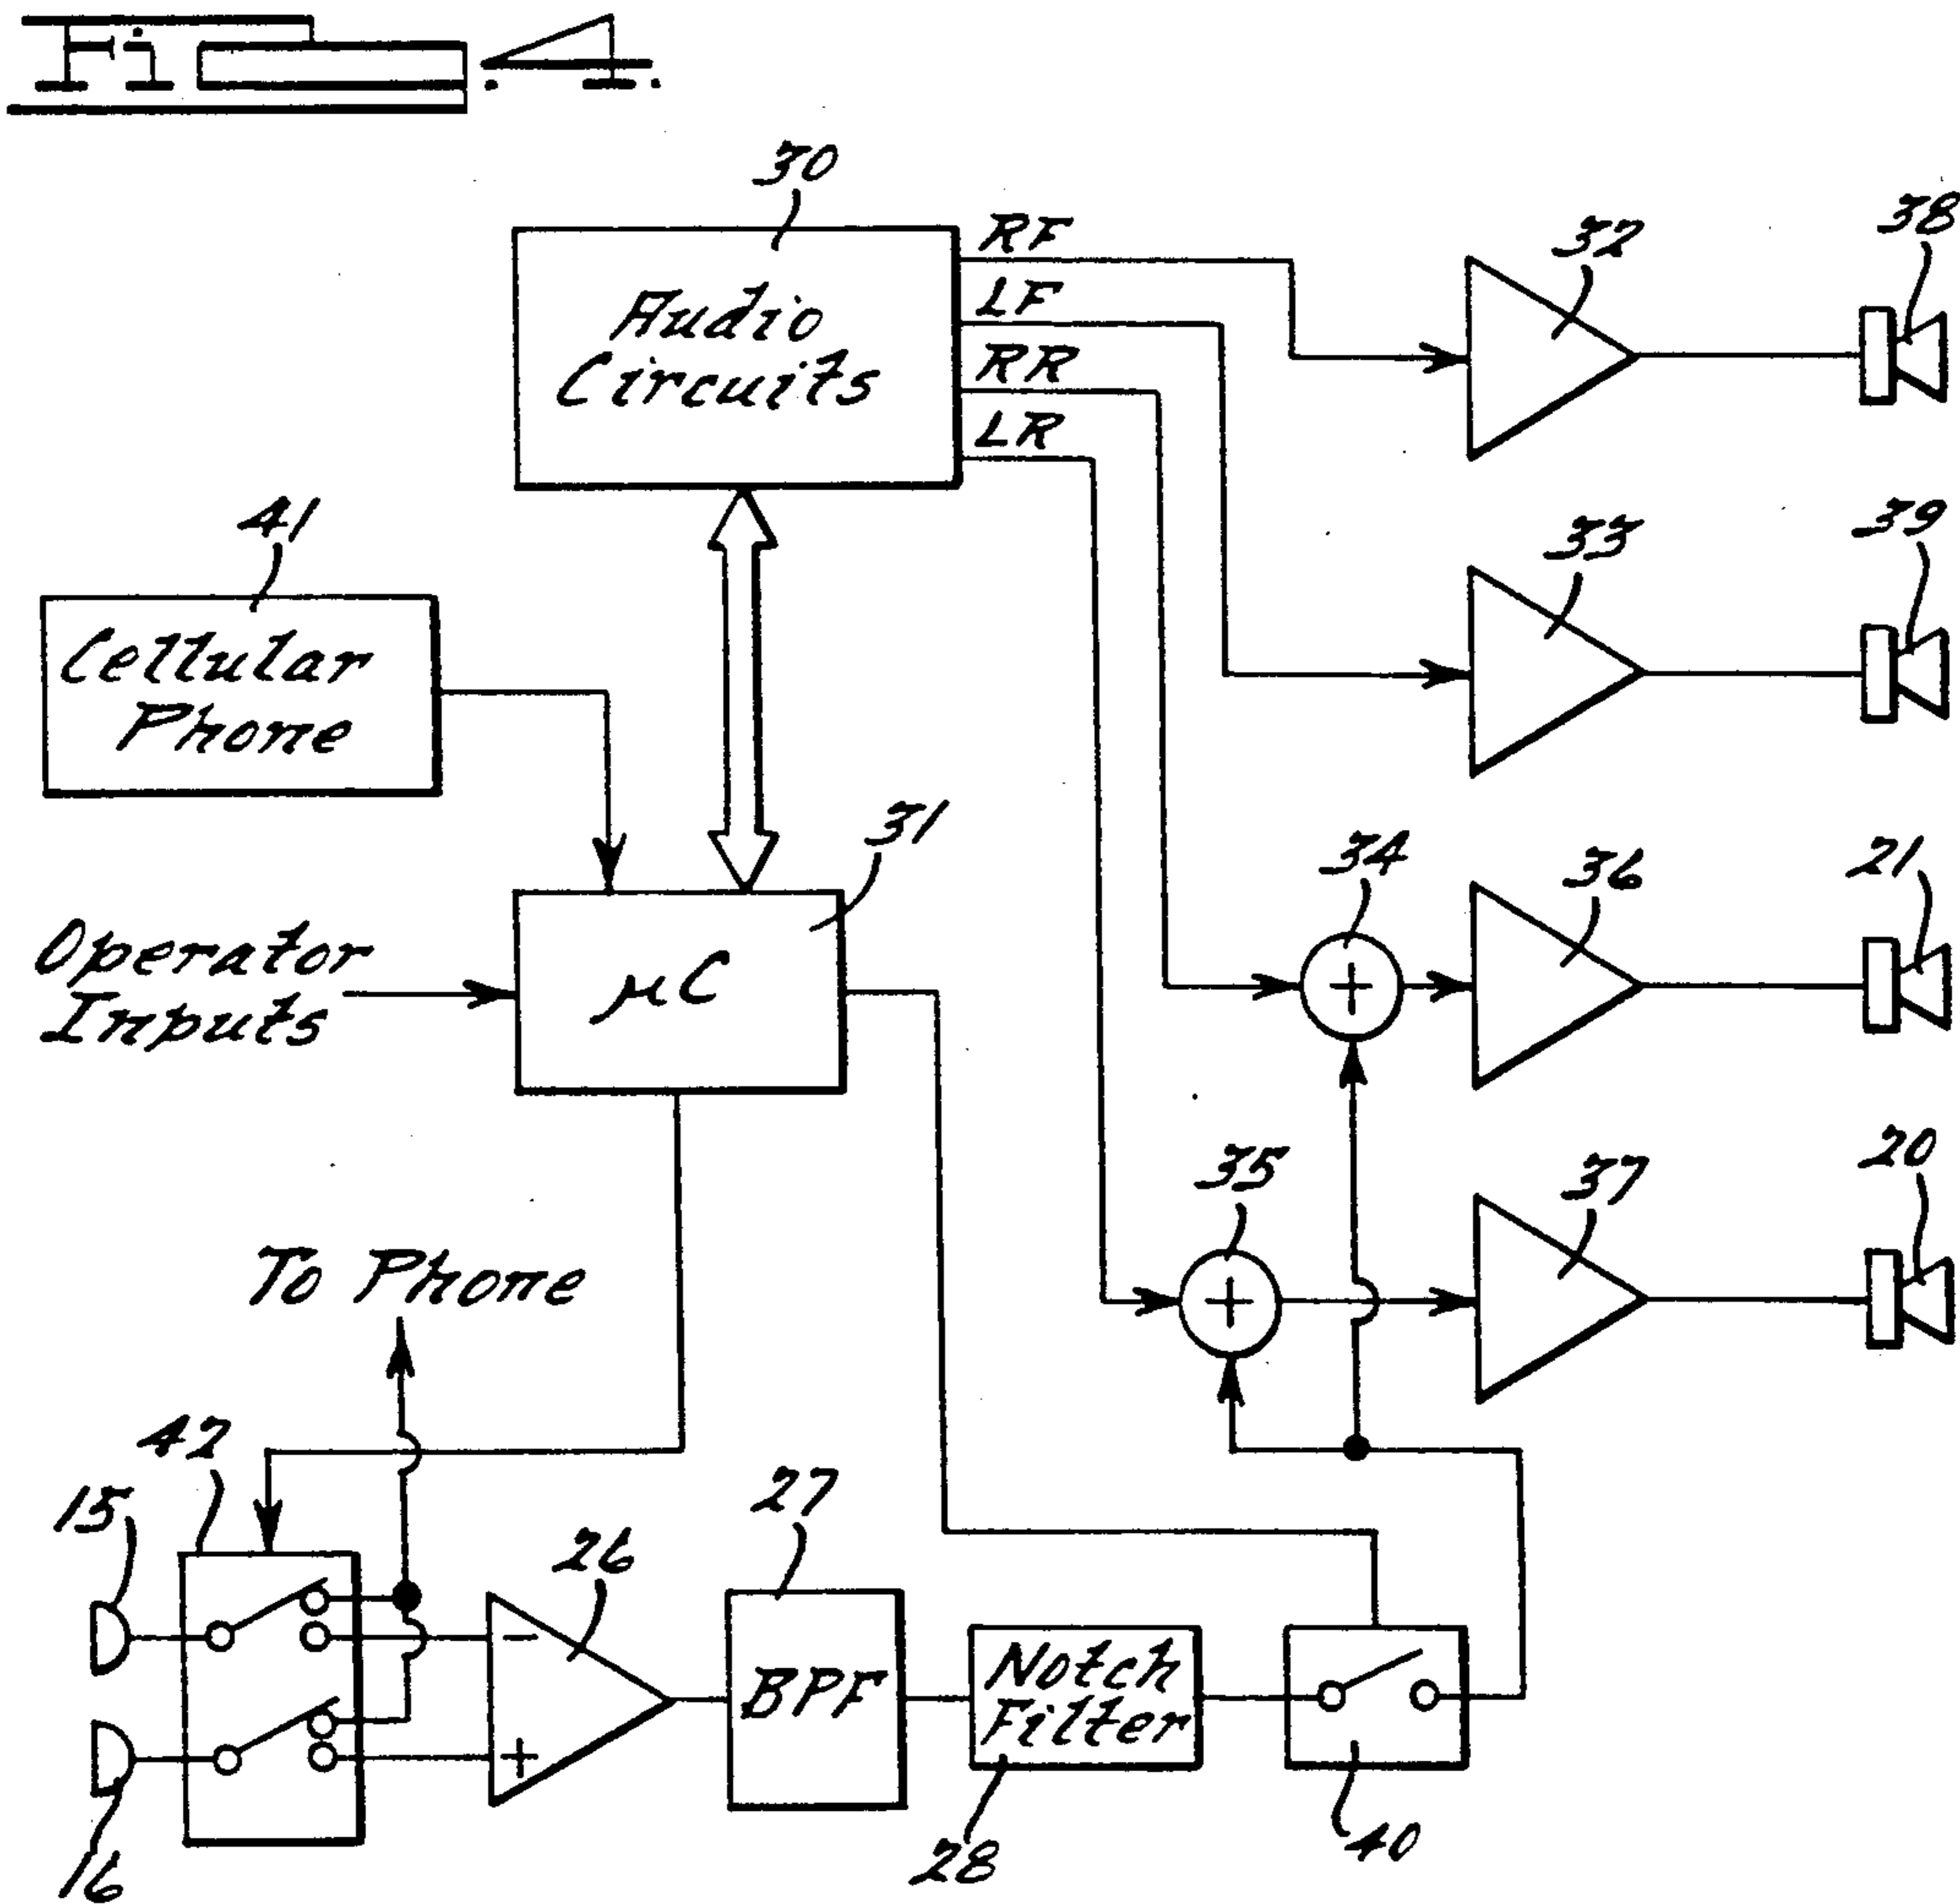 Fig. 4.
30
RF
LF
RR
LR
Audio
Circuits
32
38
41
33
39
Cellular
Phone
31
34
36
21
Operator
Inputs
μC
35
37
20
To Phone
42
15
26
27
-
+
BPF
Notch
Filter
16
28
40
+
+